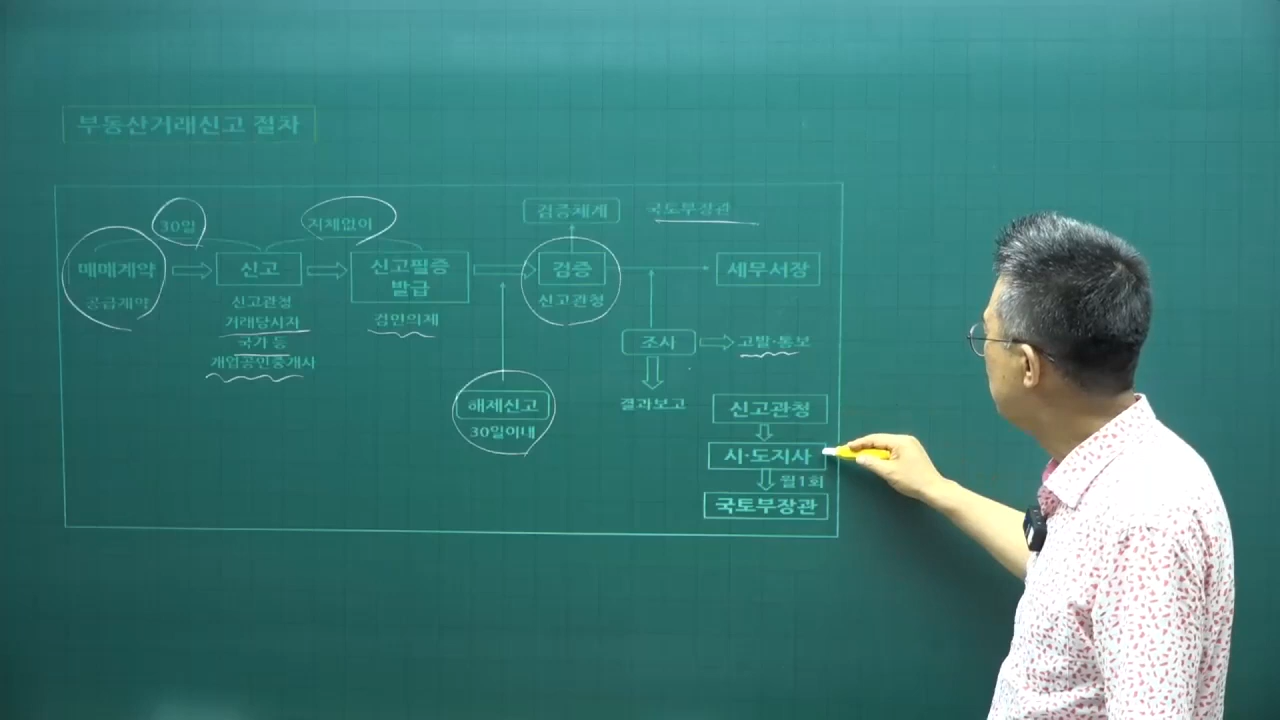 부동산거래신고 절차
30일
지체없이
검증체계
국토부장관
매매계약
신고
신고필증
발급
검증
세무서장
공급계약
신고관청
거래당사자
국가 등
개업공인중개사
검인의제
신고관청
조사
고발·통보
해제신고
30일이내
결과보고
신고관청
시·도지사
월1회
국토부장관